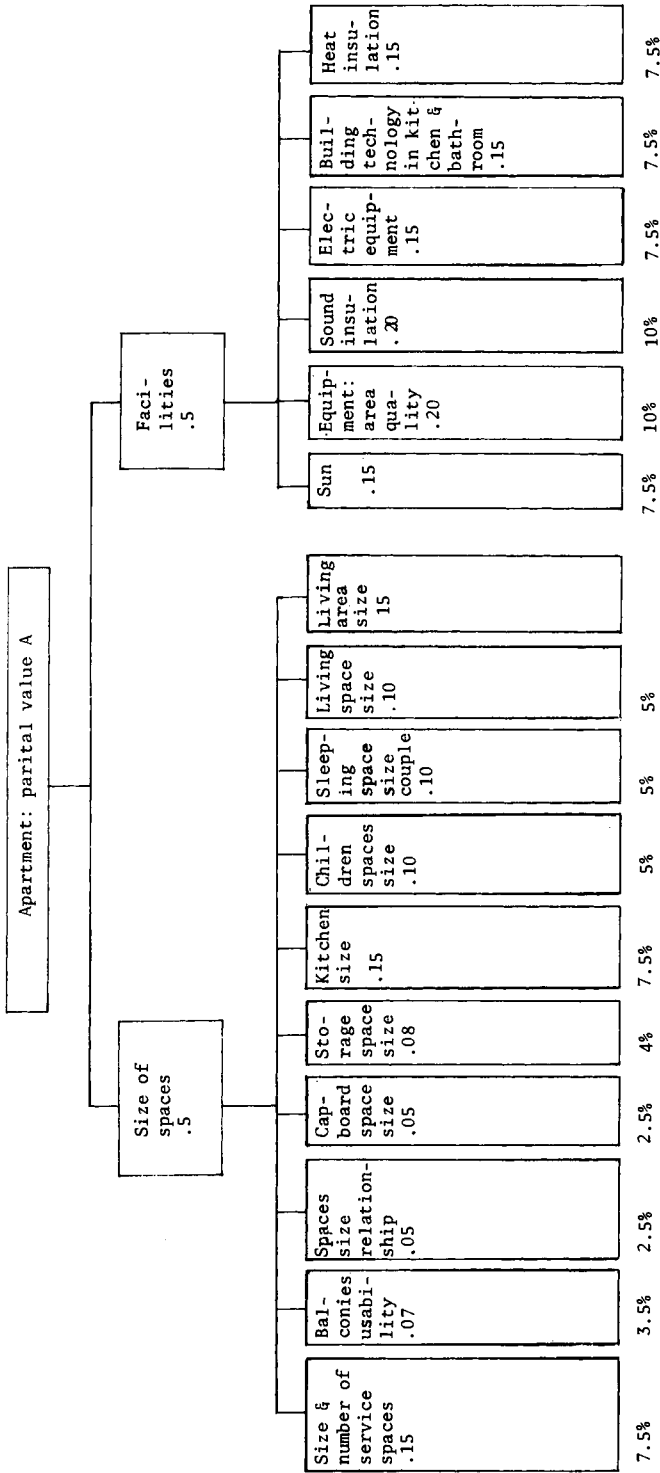 Apartment: parital value A
Size of
spaces
.5
Faci-
lities
.5
Size &
number of
service
spaces
.15
Bal-
conies
usabi-
lity
.07
Spaces
size
relation-
ship
.05
Cap-
board
space
size
.05
Sto-
rage
space
size
.08
Kitchen
size
.15
Chil-
dren
spaces
size
.10
Sleep-
ing
space
size
couple
.10
Living
space
size
.10
Living
area
size
15
Sun
.15
Equip-
ment:
area
qua-
lity
.20
Sound
insu-
lation
.20
Elec-
tric
equip-
ment
.15
Buil-
ding
tech-
nology
in kit-
chen &
bath-
room
.15
Heat
insu-
lation
.15
7.5% 3.5% 2.5% 2.5% 4% 7.5% 5% 5% 5% 7.5% 10% 10% 7.5% 7.5% 7.5%